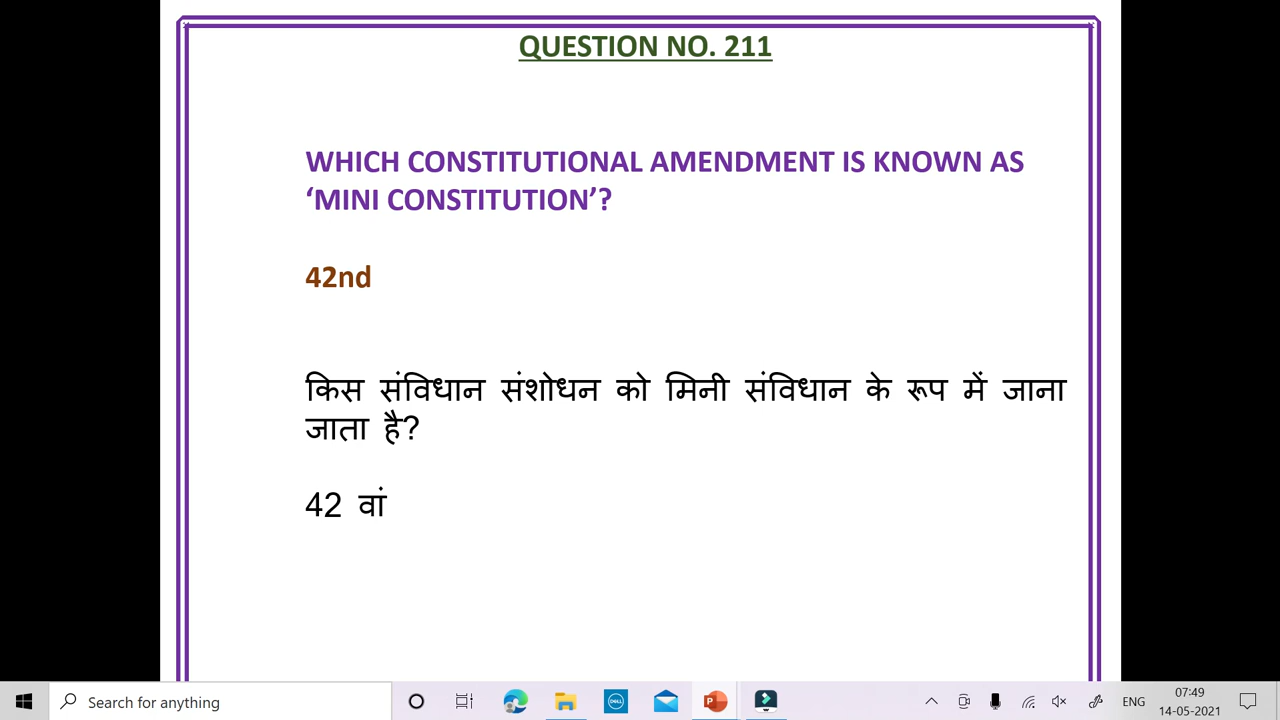 QUESTION NO. 211
WHICH CONSTITUTIONAL AMENDMENT IS KNOWN AS
‘MINI CONSTITUTION’?
42nd
किस संविधान संशोधन को मिनी संविधान के रूप में जाना
जाता है?
42 वां
Search for anything
DELL
P
ENG
07:49
14-05-2021